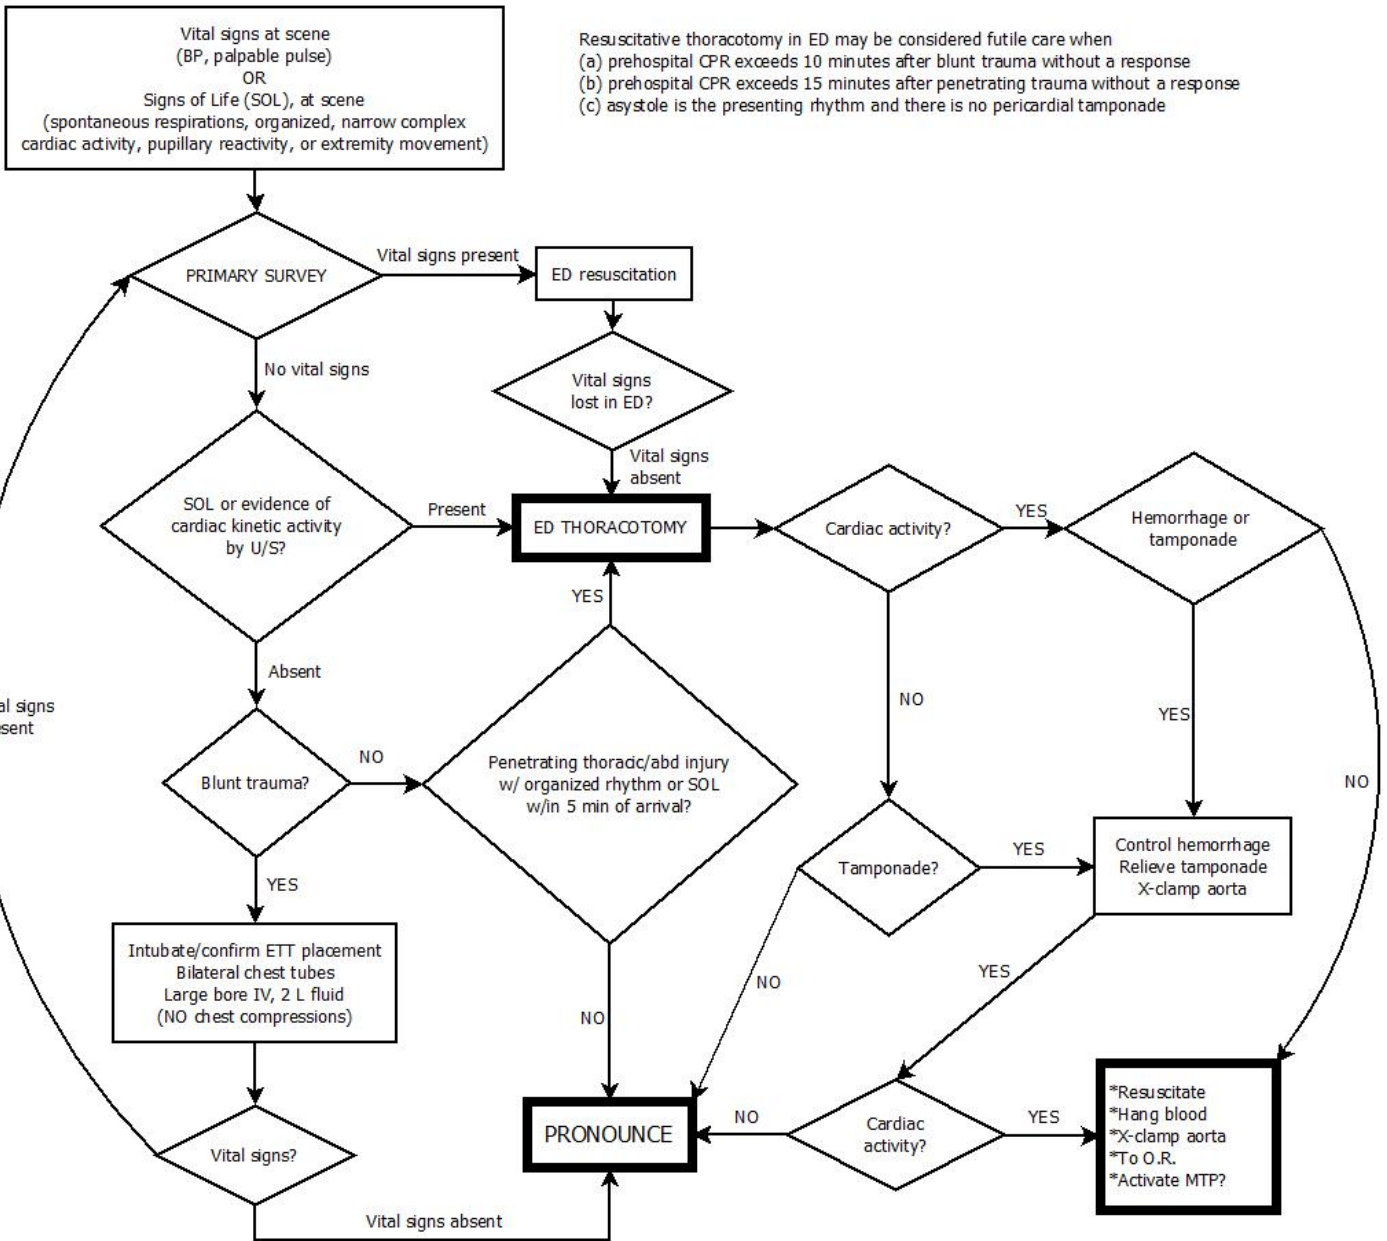 Vital signs at scene
(BP, palpable pulse)
OR
Signs of Life (SOL), at scene
(spontaneous respirations, organized, narrow complex
cardiac activity, pupillary reactivity, or extremity movement)
Resuscitative thoracotomy in ED may be considered futile care when
(a) prehospital CPR exceeds 10 minutes after blunt trauma without a response
(b) prehospital CPR exceeds 15 minutes after penetrating trauma without a response
(c) asystole is the presenting rhythm and there is no pericardial tamponade
PRIMARY SURVEY
Vital signs present
ED resuscitation
No vital signs
Vital signs
lost in ED?
Vital signs
absent
SOL or evidence of
cardiac kinetic activity
by U/S?
Present
ED THORACOTOMY
Cardiac activity?
YES
Hemorrhage or
tamponade
YES
Absent
NO
YES
al signs
sent
Blunt trauma?
NO
Penetrating thoracic/abd injury
w/ organized rhythm or SOL
w/in 5 min of arrival?
NO
Tamponade?
YES
Control hemorrhage
Relieve tamponade
X-clamp aorta
YES
Intubate/confirm ETT placement
Bilateral chest tubes
Large bore IV, 2 L fluid
(NO chest compressions)
NO
NO
YES
Vital signs?
PRONOUNCE
NO
Cardiac
activity?
YES
*Resuscitate
*Hang blood
*X-clamp aorta
*To O.R.
*Activate MTP?
Vital signs absent